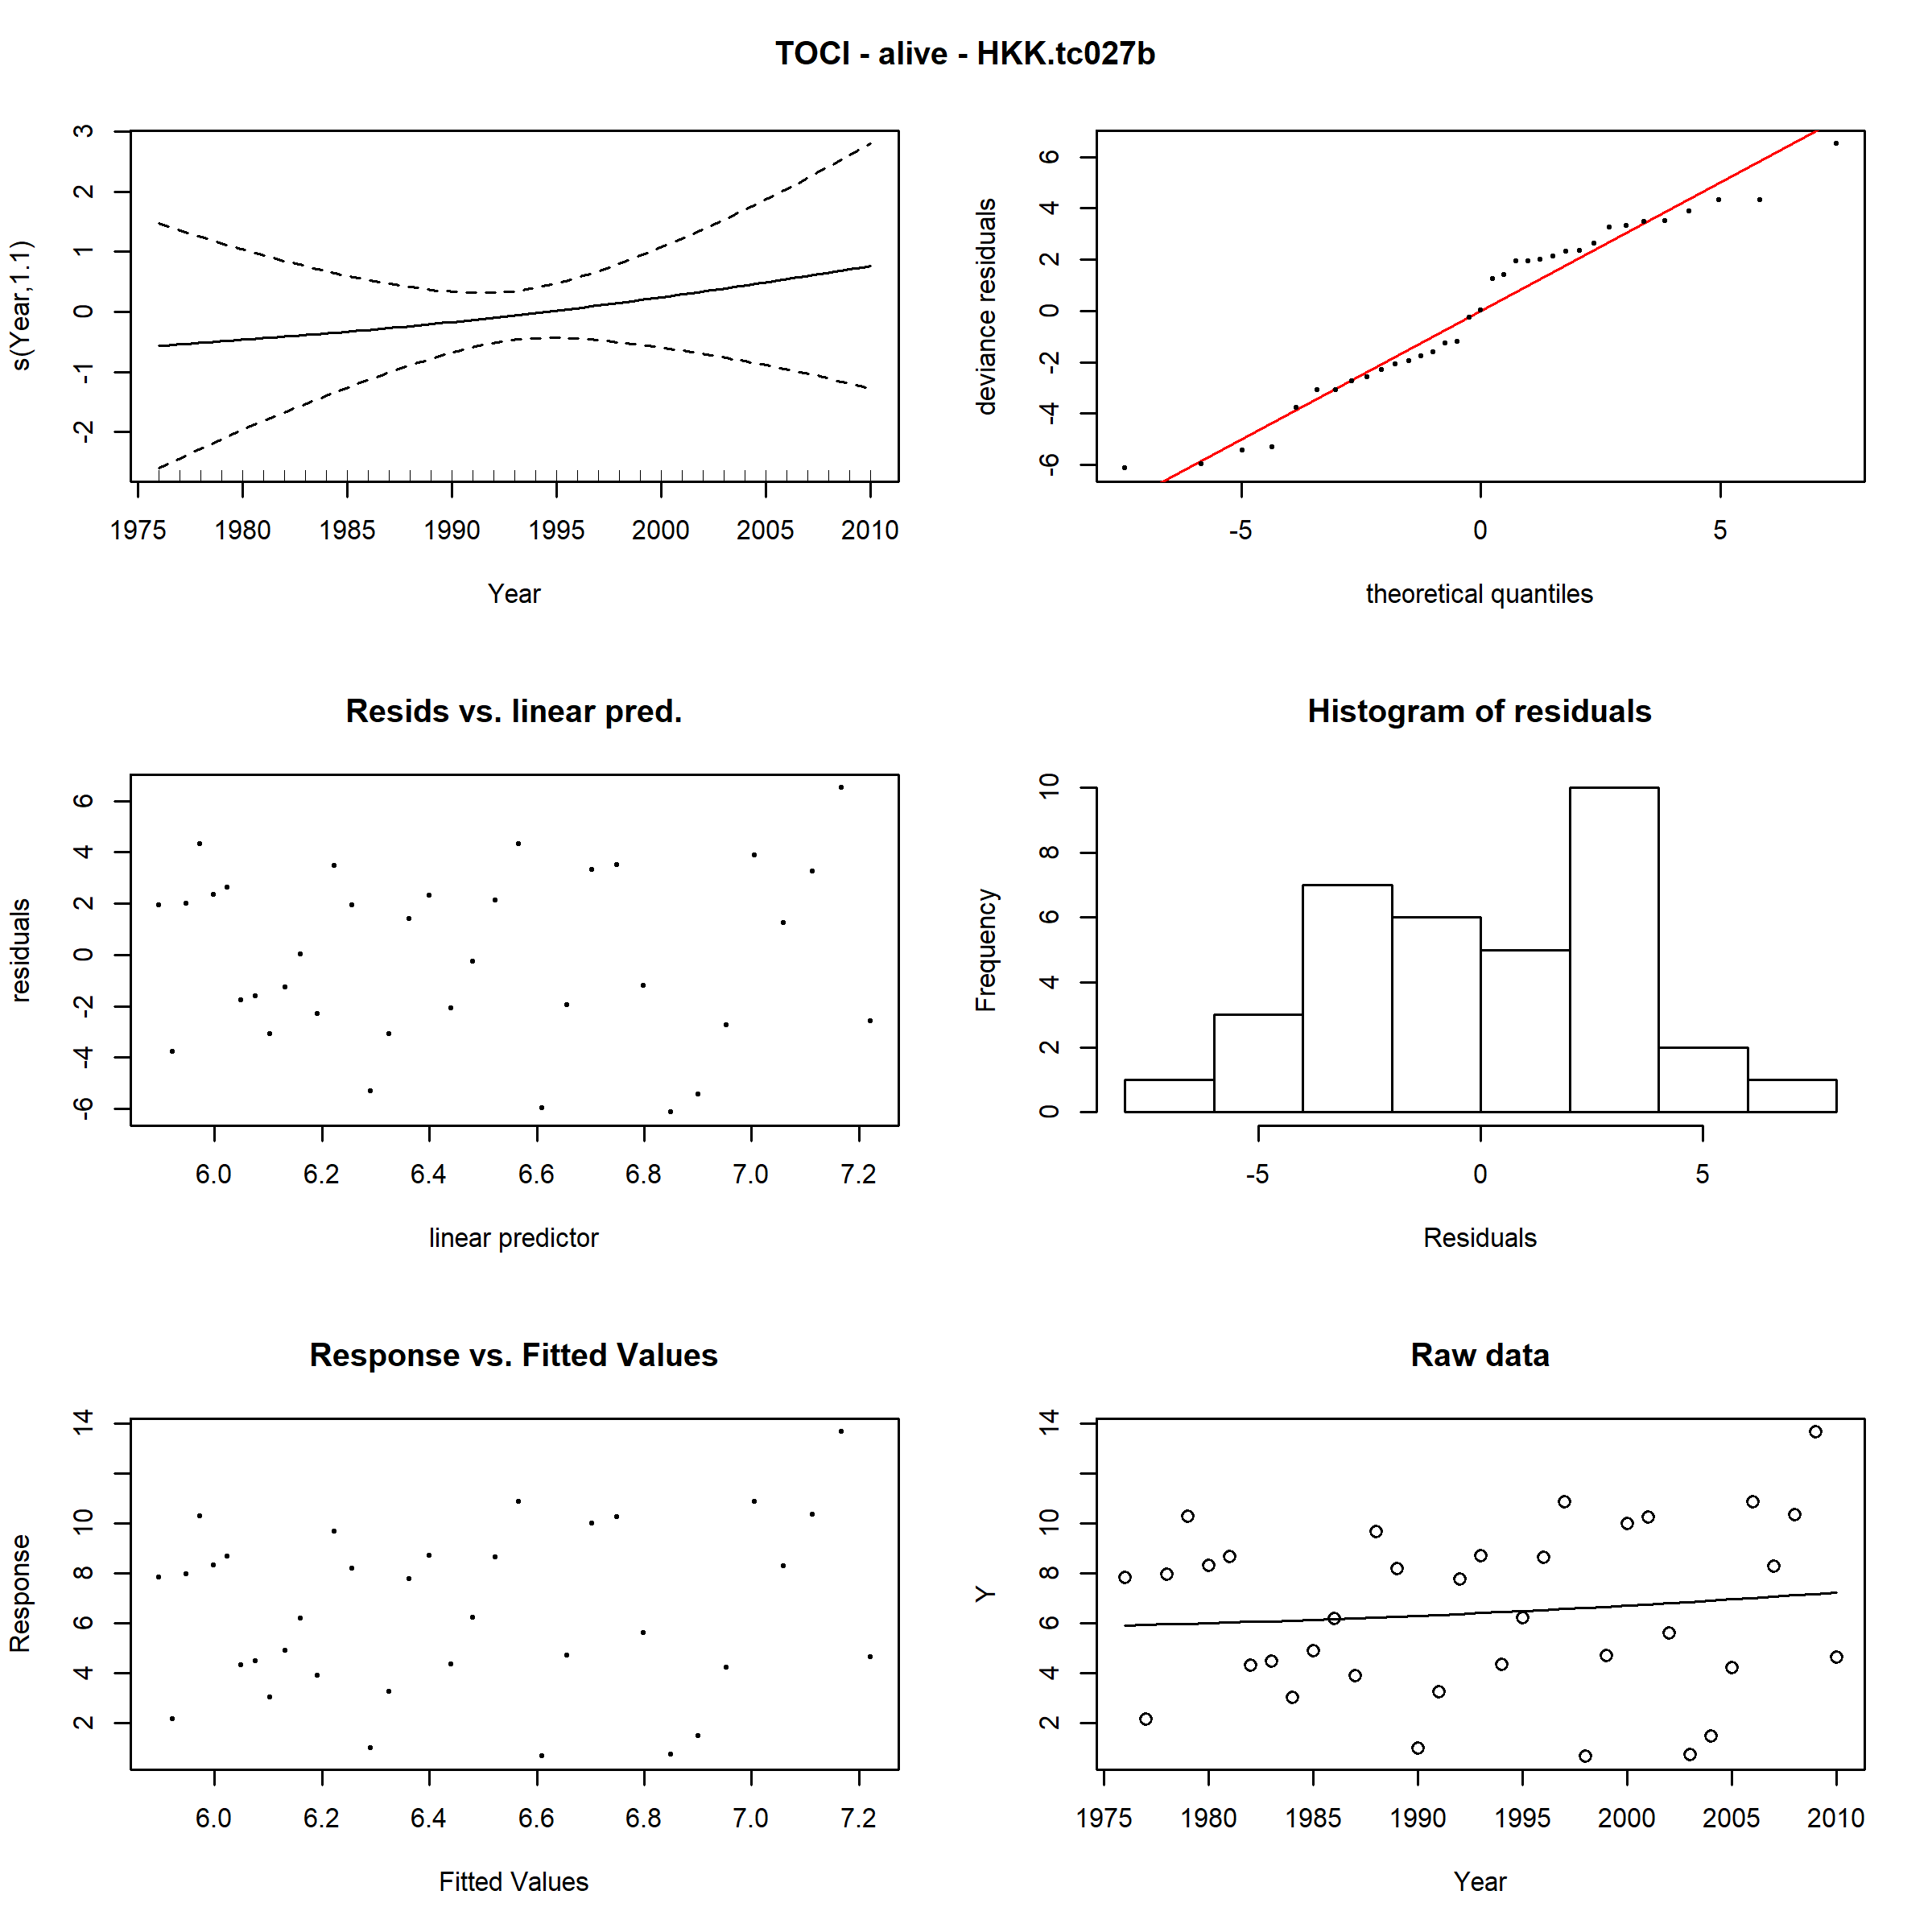 TOCI - alive - HKK.tc027b
s(Year,1.1)
3
2
1
0
-1
-2
1975 1980 1985 1990 1995 2000 2005 2010
Year
deviance residuals
6
4
2
0
-2
-4
-6
-5 0 5
theoretical quantiles
Resids vs. linear pred.
residuals
6
4
2
0
-2
-4
-6
6.0 6.2 6.4 6.6 6.8 7.0 7.2
linear predictor
Histogram of residuals
Frequency
10
8
6
4
2
0
-5 0 5
Residuals
Response vs. Fitted Values
Response
14
10
8
6
4
2
6.0 6.2 6.4 6.6 6.8 7.0 7.2
Fitted Values
Raw data
Y
14
10
8
6
4
2
1975 1980 1985 1990 1995 2000 2005 2010
Year